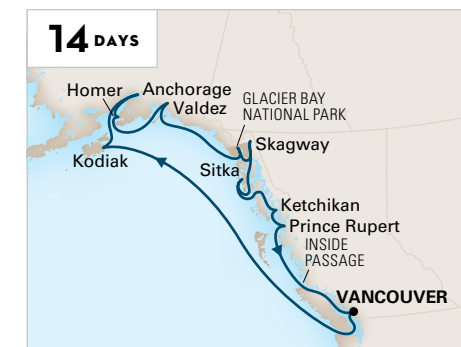 14 DAYS
Homer
Anchorage
Valdez
GLACIER BAY
NATIONAL PARK
Kodiak
Skagway
Sitka
Ketchikan
Prince Rupert
INSIDE
PASSAGE
VANCOUVER